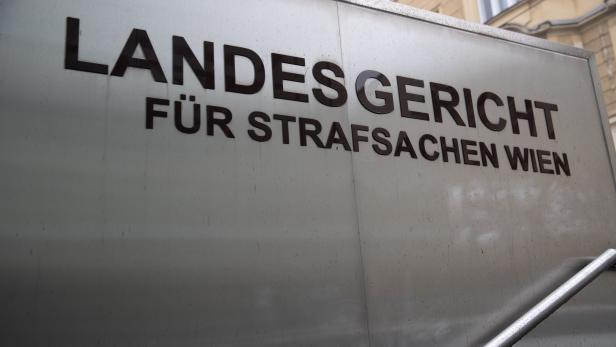 LANDESGERICHT
FÜR STRAFSACHEN WIEN